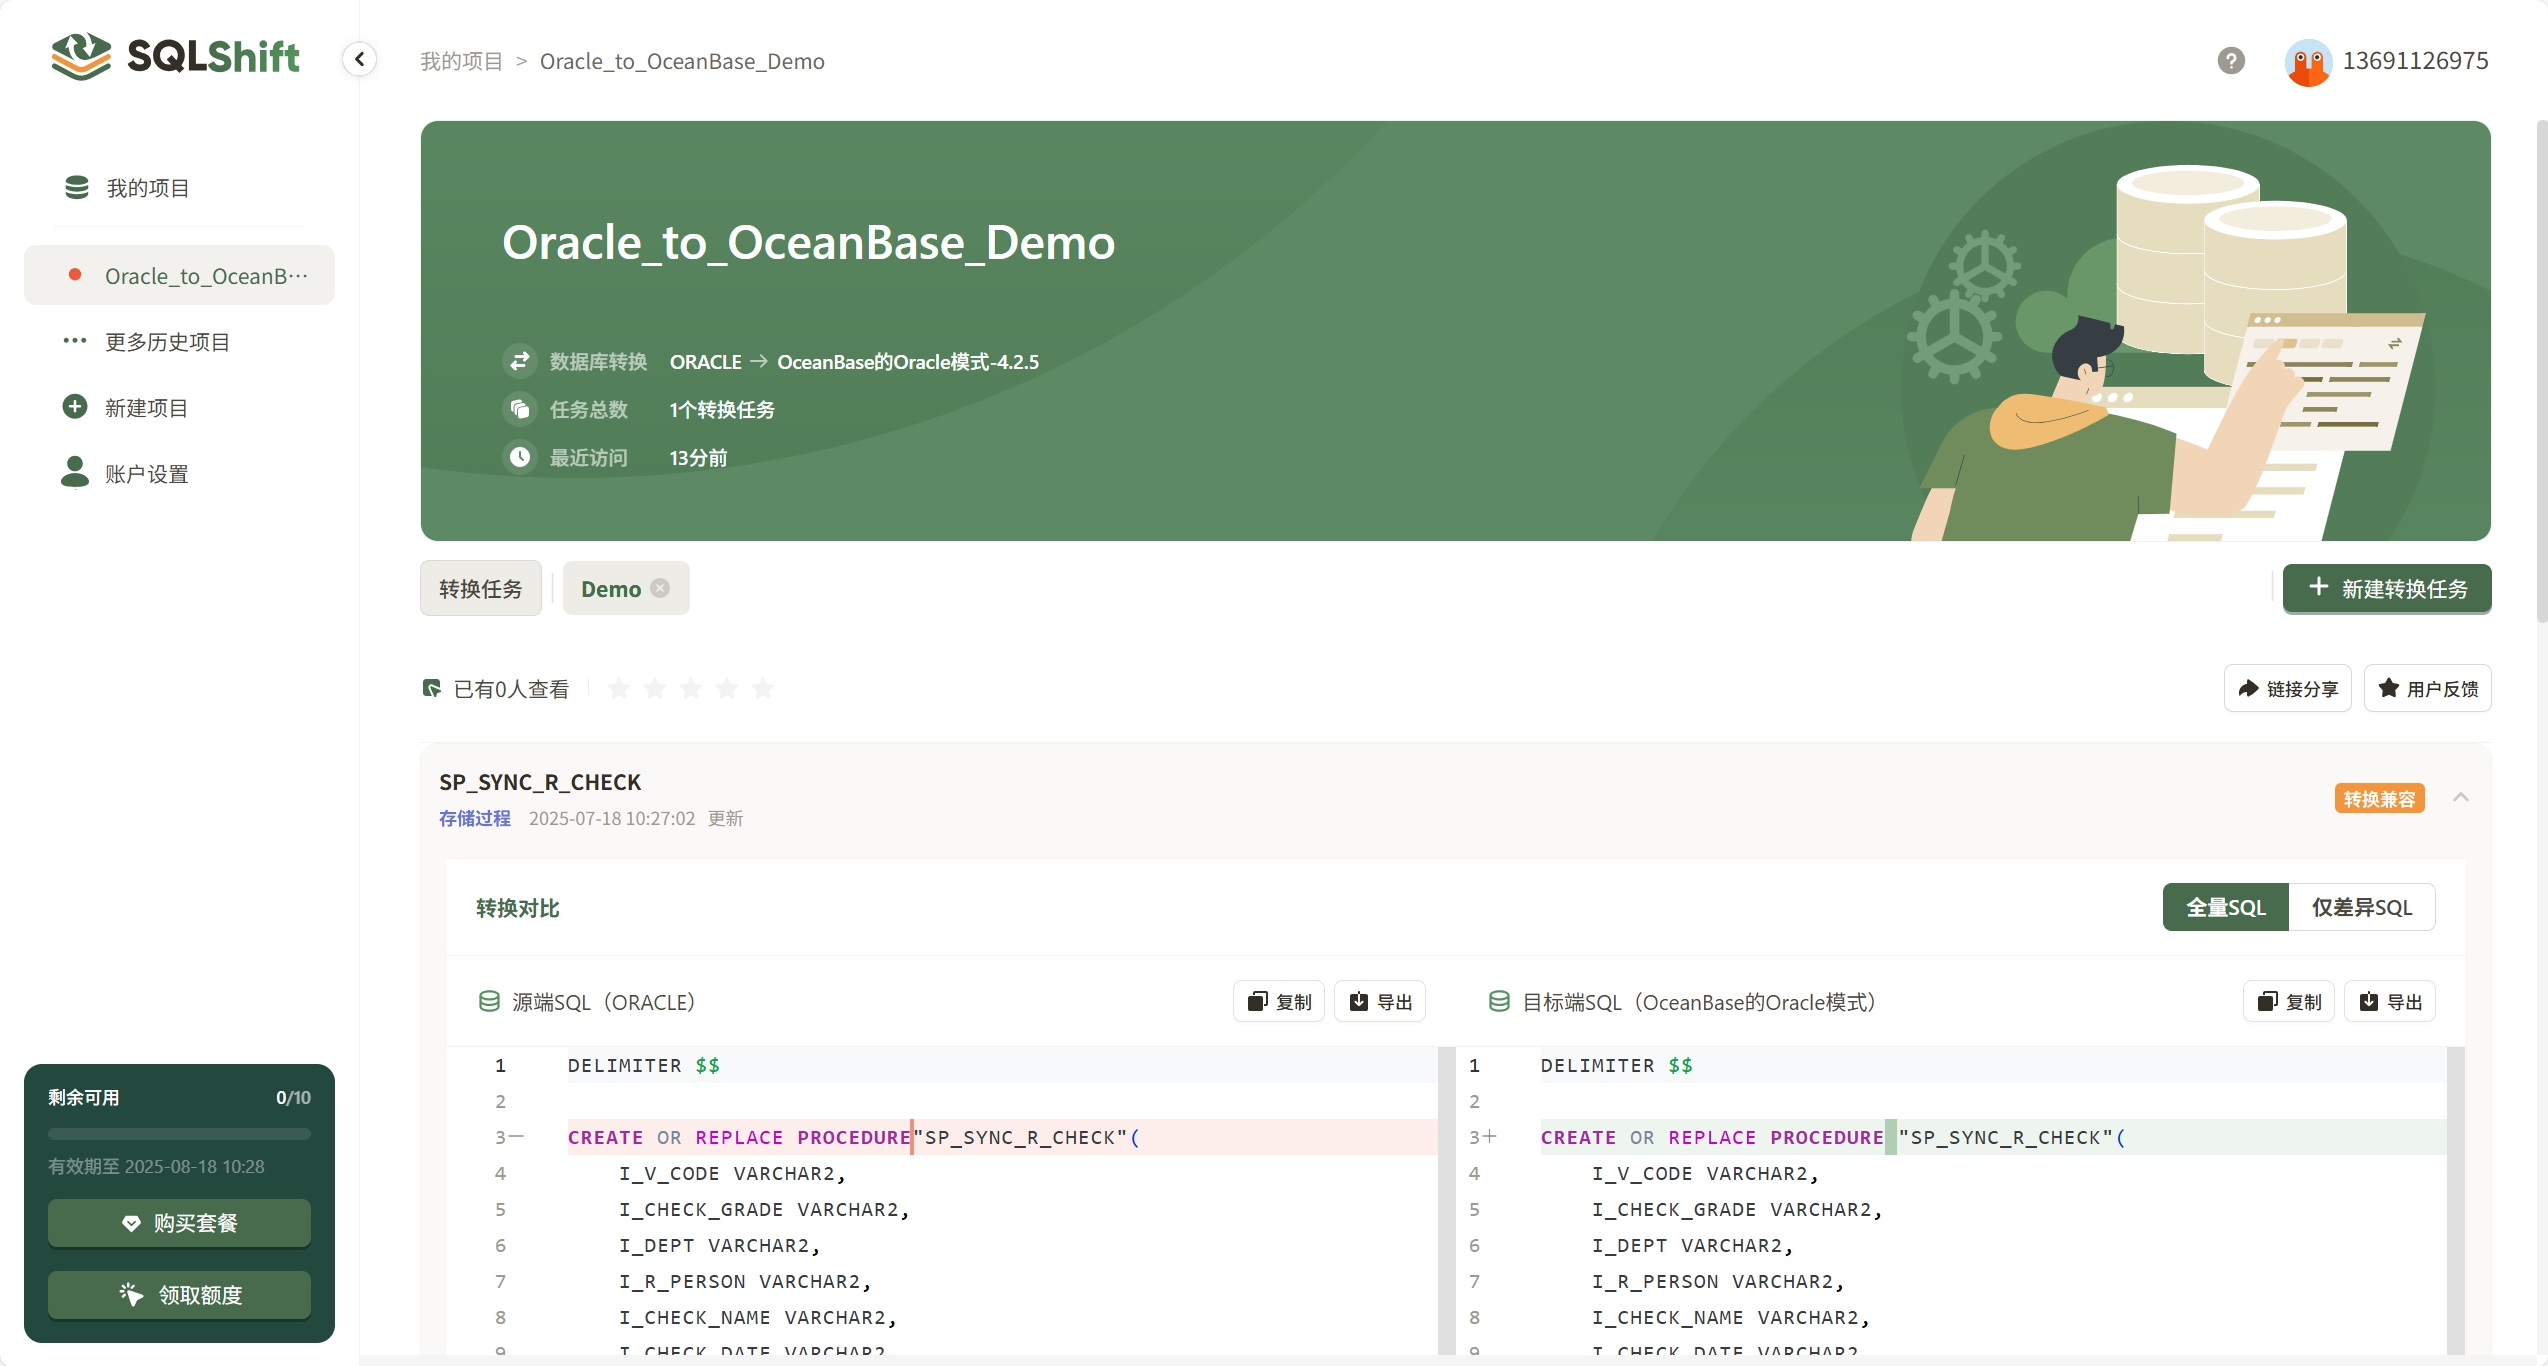 SQLShift
我的项目 > Oracle_to_OceanBase_Demo
13691126975
我的项目
Oracle_to_OceanB···
更多历史项目
新建项目
账户设置
剩余可用 0/10
有效期至 2025-08-18 10:28
购买套餐
领取额度
Oracle_to_OceanBase_Demo
数据库转换 ORACLE → OceanBase的Oracle模式-4.2.5
任务总数 1个转换任务
最近访问 13分前
转换任务 Demo
新建转换任务
已有0人查看
链接分享 用户反馈
SP_SYNC_R_CHECK
存储过程 2025-07-18 10:27:02 更新
转换兼容
转换对比
全量SQL 仅差异SQL
源端SQL（ORACLE）
复制 导出
1 DELIMITER $$
2
3— CREATE OR REPLACE PROCEDURE"SP_SYNC_R_CHECK"(
4 I_V_CODE VARCHAR2,
5 I_CHECK_GRADE VARCHAR2,
6 I_DEPT VARCHAR2,
7 I_R_PERSON VARCHAR2,
8 I_CHECK_NAME VARCHAR2,
9 I_CHECK_DATE VARCHAR2
目标端SQL（OceanBase的Oracle模式）
复制 导出
1 DELIMITER $$
2
3+ CREATE OR REPLACE PROCEDURE "SP_SYNC_R_CHECK"(
4 I_V_CODE VARCHAR2,
5 I_CHECK_GRADE VARCHAR2,
6 I_DEPT VARCHAR2,
7 I_R_PERSON VARCHAR2,
8 I_CHECK_NAME VARCHAR2,
9 I_CHECK_DATE VARCHAR2